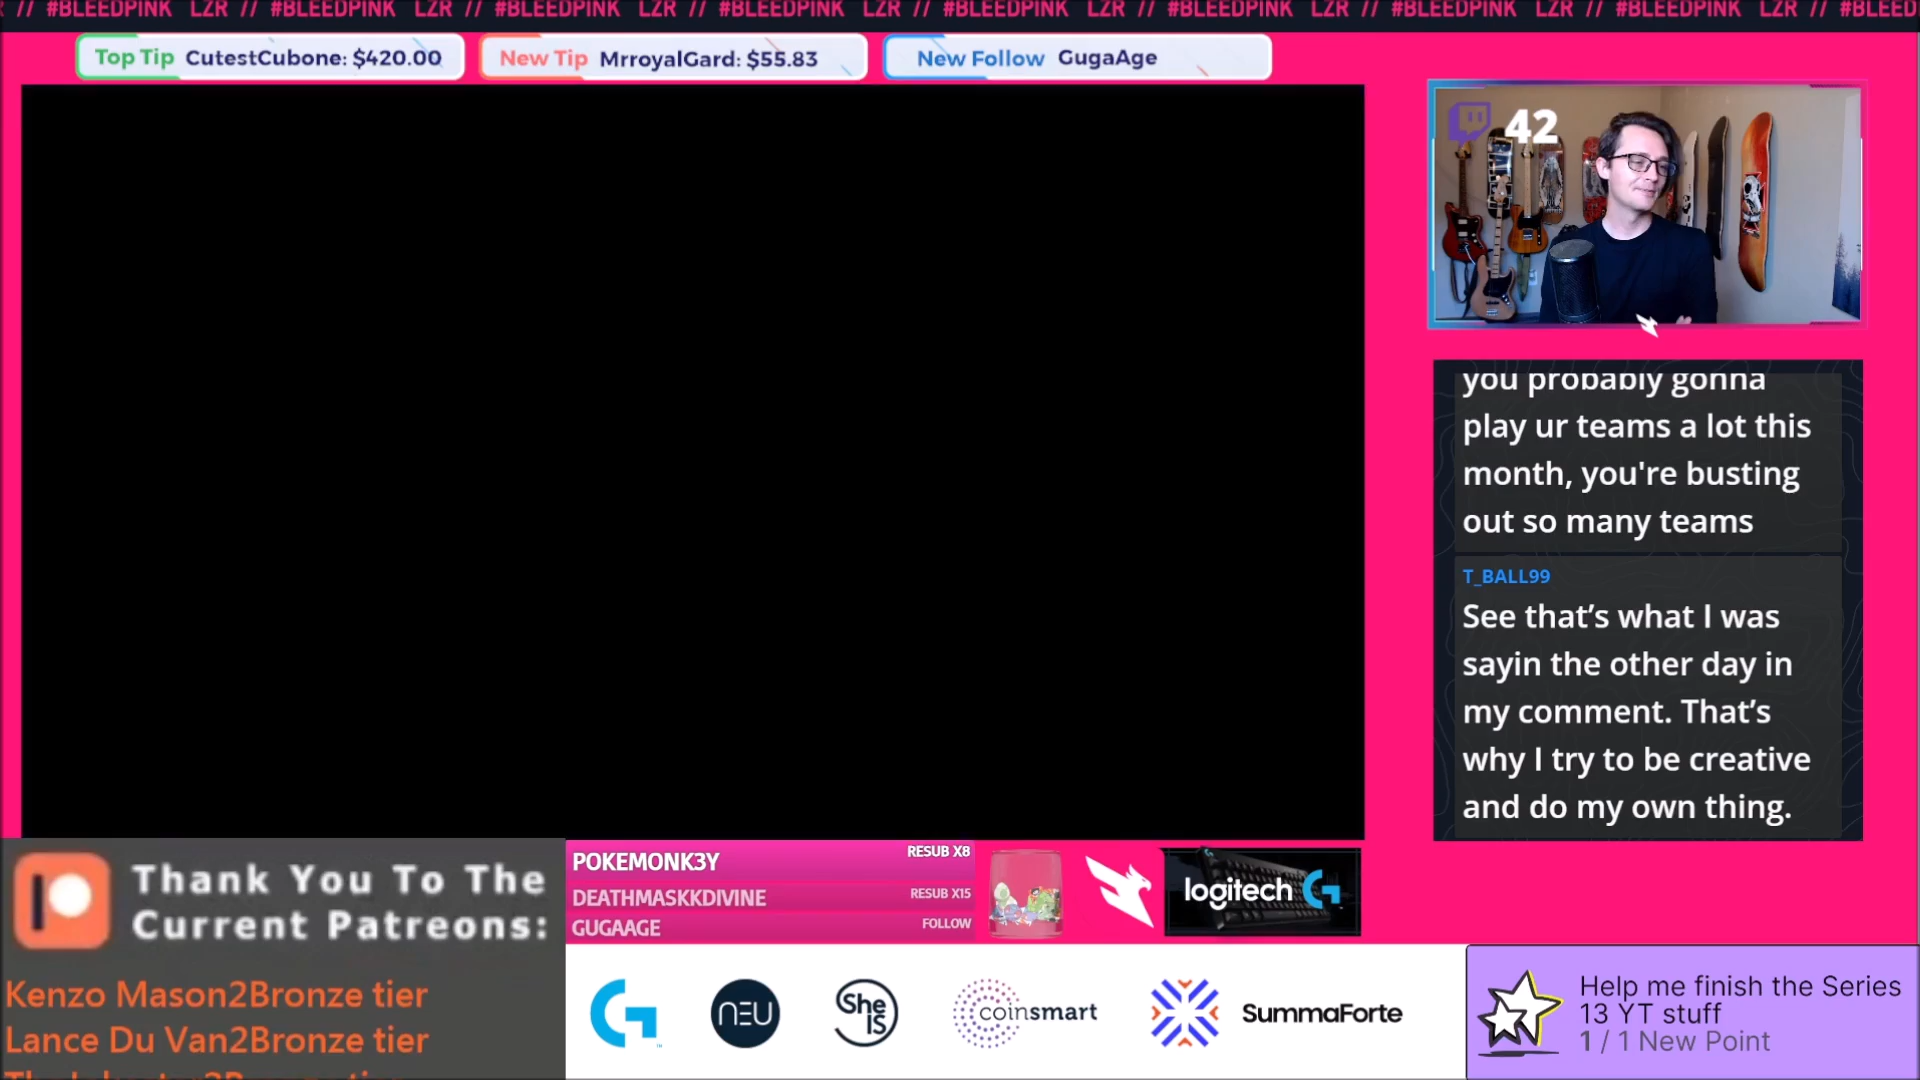 // #BLEEDPINK LZR // #BLEEDPINK LZR // #BLEEDPINK LZR // #BLEEDPINK LZR // #BLEEDPINK LZR // #BLEEDPINK LZR // #BLEEDPINK LZR // #BLEEDPINK LZR // #BLEED
Top Tip CutestCubone: $420.00
New Tip MrroyalGard: $55.83
New Follow GugaAge
42
you probably gonna
play ur teams a lot this
month, you're busting
out so many teams
T_BALL99
See that’s what I was
sayin the other day in
my comment. That’s
why I try to be creative
and do my own thing.
Thank You To The
Current Patreons:
Kenzo Mason2Bronze tier
Lance Du Van2Bronze tier
POKEMONK3Y RESUB X8
DEATHMASKKDIVINE RESUB X15
GUGAAGE FOLLOW
logitech G
G
NEU
She
IS
coinsmart
SummaForte
Help me finish the Series
13 YT stuff
1 / 1 New Point